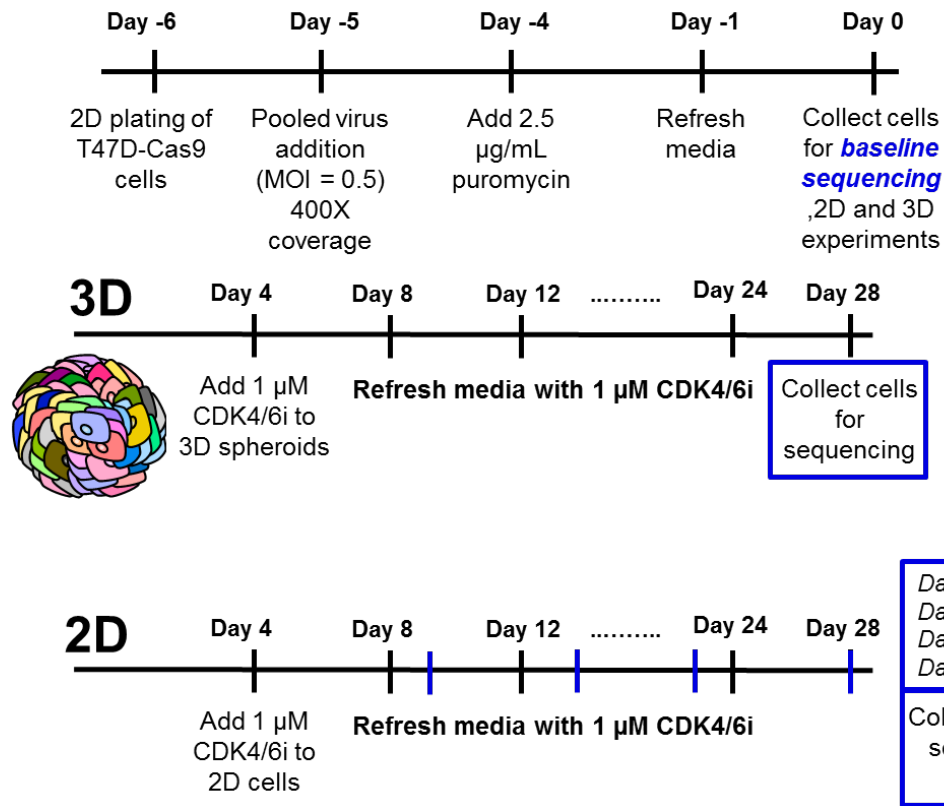 Day -6 Day -5 Day -4 Day -1 Day 0
2D plating of
T47D-Cas9
cells
Pooled virus
addition
(MOI = 0.5)
400X
coverage
Add 2.5
µg/mL
puromycin
Refresh
media
Collect cells
for baseline
sequencing
,2D and 3D
experiments
3D
Day 4 Day 8 Day 12 ......... Day 24 Day 28
Add 1 µM
CDK4/6i to
3D spheroids
Refresh media with 1 µM CDK4/6i
Collect cells
for
sequencing
2D
Day 4 Day 8 Day 12 ......... Day 24 Day 28
Add 1 µM
CDK4/6i to
2D cells
Refresh media with 1 µM CDK4/6i